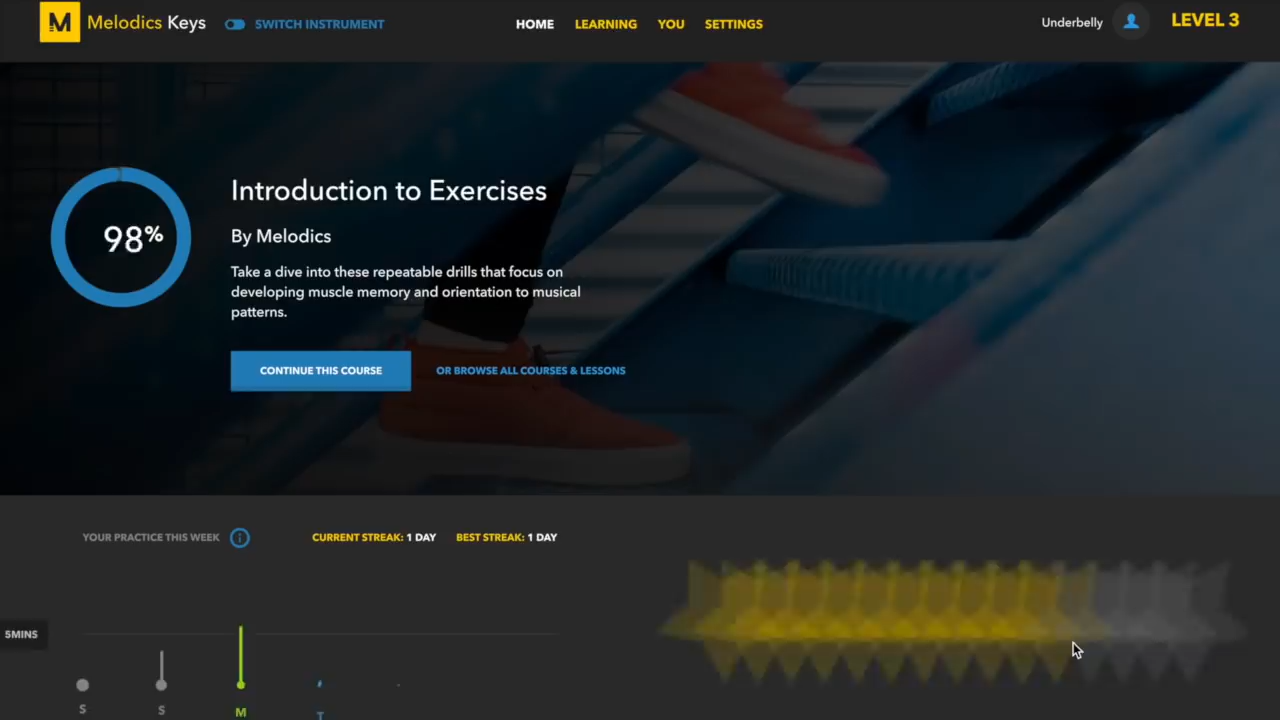 M Melodics Keys
SWITCH INSTRUMENT
HOME LEARNING YOU SETTINGS
Underbelly
LEVEL 3
98%
Introduction to Exercises
By Melodics
Take a dive into these repeatable drills that focus on
developing muscle memory and orientation to musical
patterns.
CONTINUE THIS COURSE
OR BROWSE ALL COURSES & LESSONS
YOUR PRACTICE THIS WEEK
CURRENT STREAK: 1 DAY BEST STREAK: 1 DAY
5MINS
S S M T